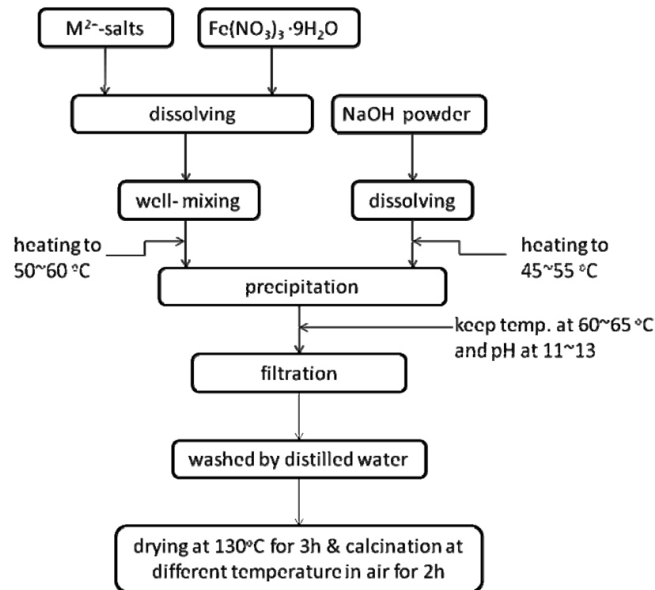 M²⁻-salts
Fe(NO₃)₃·9H₂O
dissolving
NaOH powder
well-mixing
dissolving
heating to
50~60 °C
heating to
45~55 °C
precipitation
keep temp. at 60~65 °C
and pH at 11~13
filtration
washed by distilled water
drying at 130°C for 3h & calcination at
different temperature in air for 2h